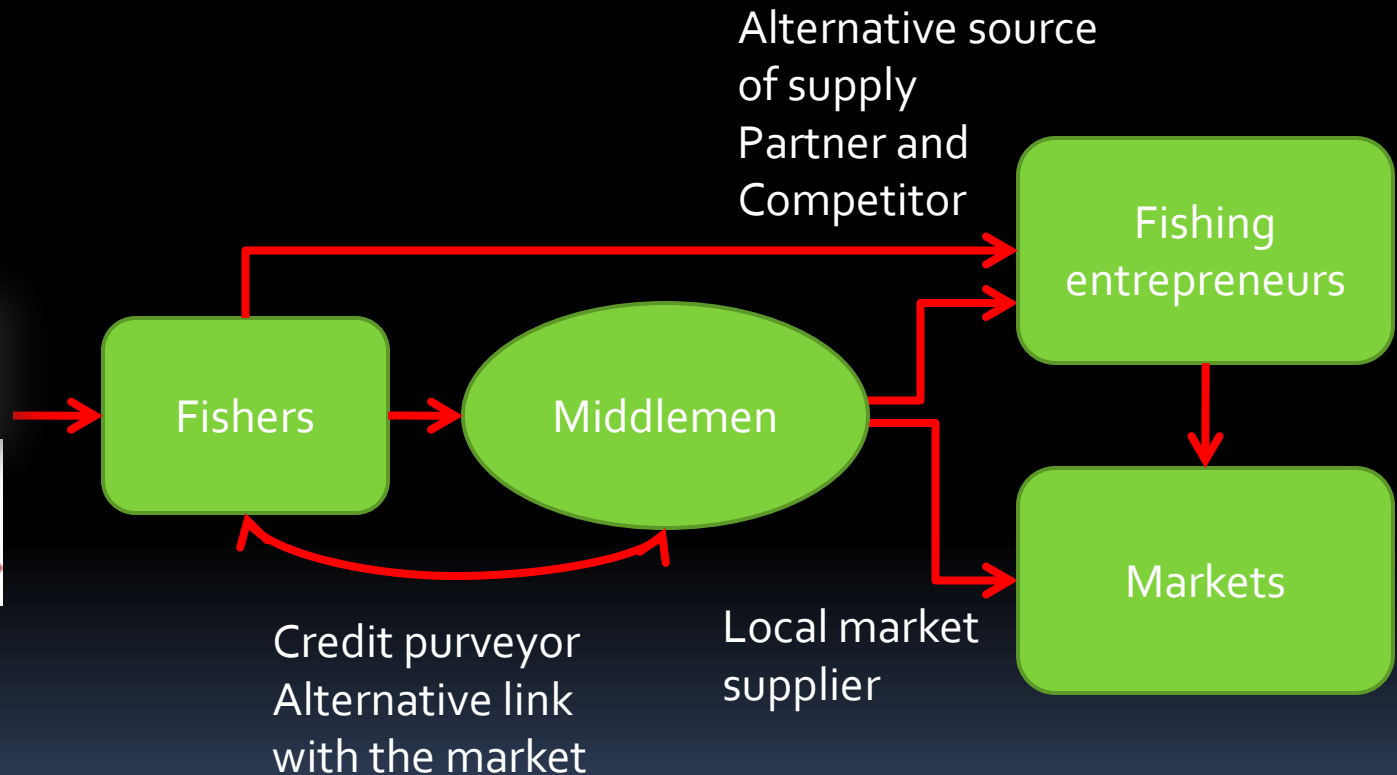 Alternative source
of supply
Partner and
Competitor
Fishing
entrepreneurs
Fishers
Middlemen
Markets
Local market
supplier
Credit purveyor
Alternative link
with the market